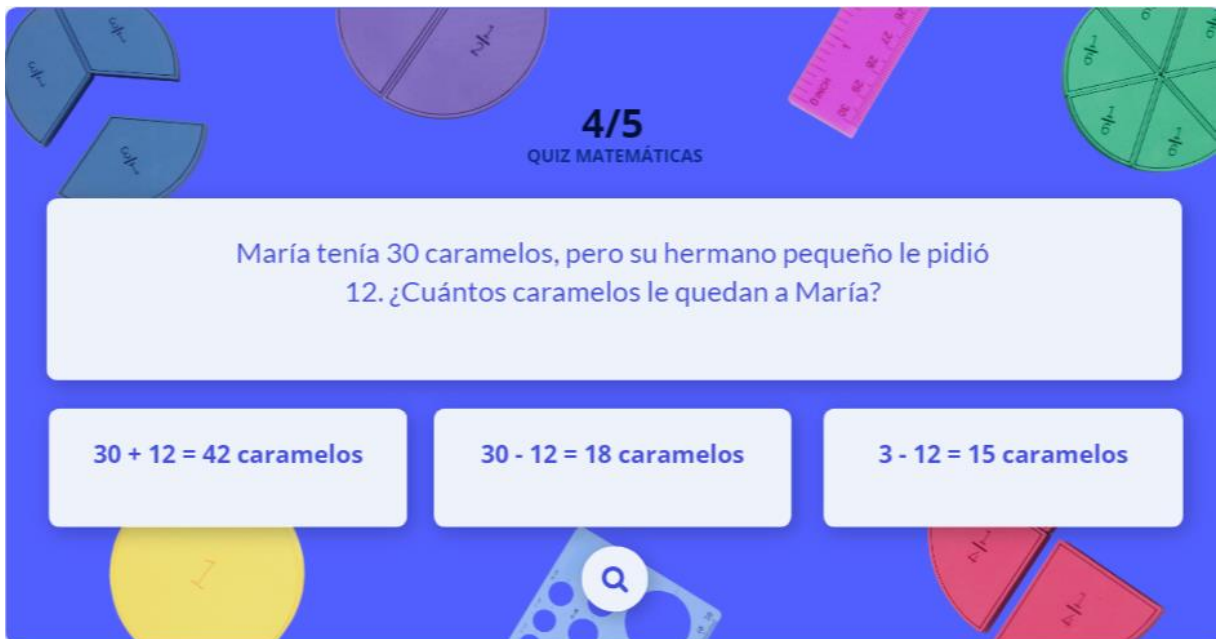 4/5
QUIZ MATEMÁTICAS
María tenía 30 caramelos, pero su hermano pequeño le pidió
12. ¿Cuántos caramelos le quedan a María?
30 + 12 = 42 caramelos
30 - 12 = 18 caramelos
3 - 12 = 15 caramelos
1